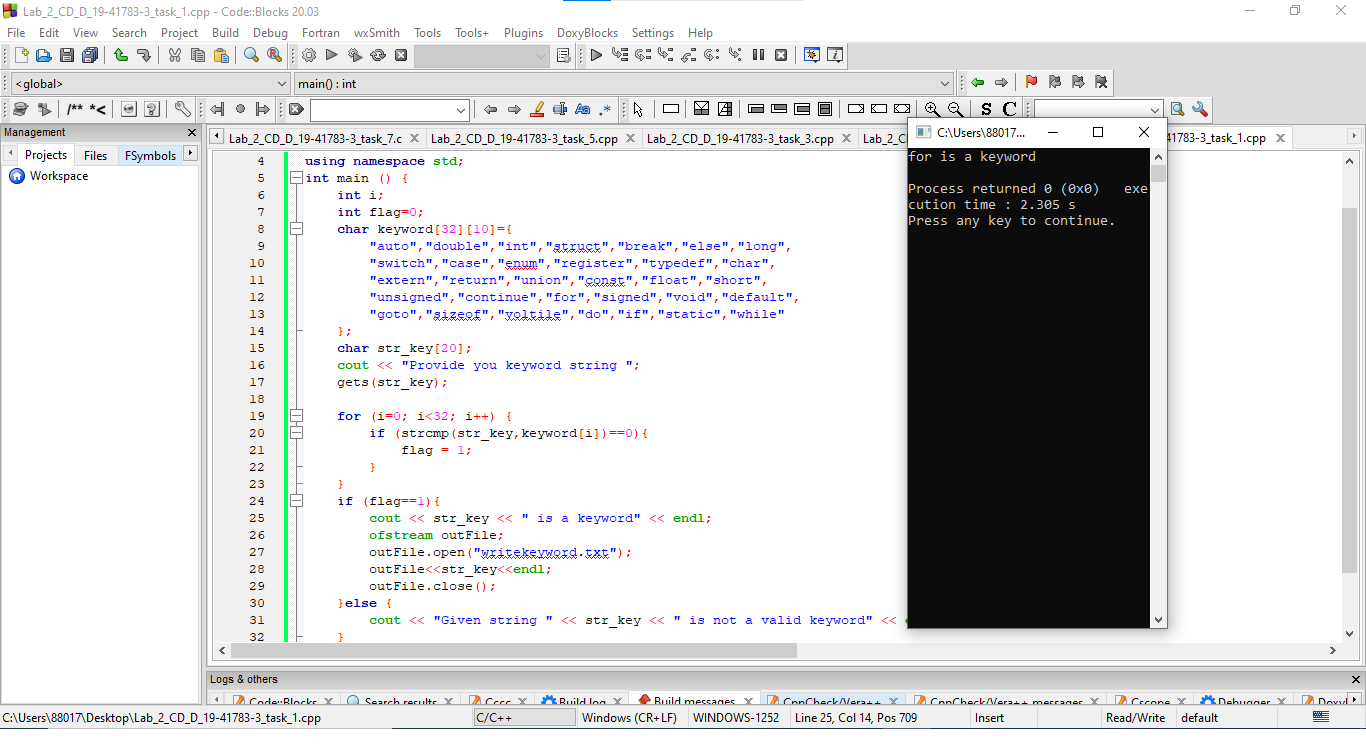 Lab_2_CD_D_19-41783-3_task_1.cpp - Code::Blocks 20.03
File Edit View Search Project Build Debug Fortran wxSmith Tools Tools+ Plugins DoxyBlocks Settings Help
<global> main() : int
/** *<
Aa .* S C
Management
Projects Files FSymbols
Workspace
Lab_2_CD_D_19-41783-3_task_7.c Lab_2_CD_D_19-41783-3_task_5.cpp Lab_2_CD_D_19-41783-3_task_3.cpp Lab_2_C 41783-3_task_1.cpp
4 using namespace std;
5 int main () {
6 int i;
7 int flag=0;
8 char keyword[32][10]={
9 "auto","double","int","struct","break","else","long",
10 "switch","case","enum","register","typedef","char",
11 "extern","return","union","const","float","short",
12 "unsigned","continue","for","signed","void","default",
13 "goto","sizeof","voltile","do","if","static","while"
14 };
15 char str_key[20];
16 cout << "Provide you keyword string ";
17 gets(str_key);
18
19 for (i=0; i<32; i++) {
20 if (strcmp(str_key,keyword[i])==0){
21 flag = 1;
22 }
23 }
24 if (flag==1){
25 cout << str_key << " is a keyword" << endl;
26 ofstream outFile;
27 outFile.open("writekeyword.txt");
28 outFile<<str_key<<endl;
29 outFile.close();
30 }else {
31 cout << "Given string " << str_key << " is not a valid keyword" <<
32 }
C:\Users\88017...
for is a keyword
Process returned 0 (0x0)   exe
cution time : 2.305 s
Press any key to continue.
Logs & others
Code::Blocks Search results Cccc Build log Build messages CppCheck/Vera++ CppCheck/Vera++ messages Cscope Debugger Doxy
C:\Users\88017\Desktop\Lab_2_CD_D_19-41783-3_task_1.cpp C/C++ Windows (CR+LF) WINDOWS-1252 Line 25, Col 14, Pos 709 Insert Read/Write default